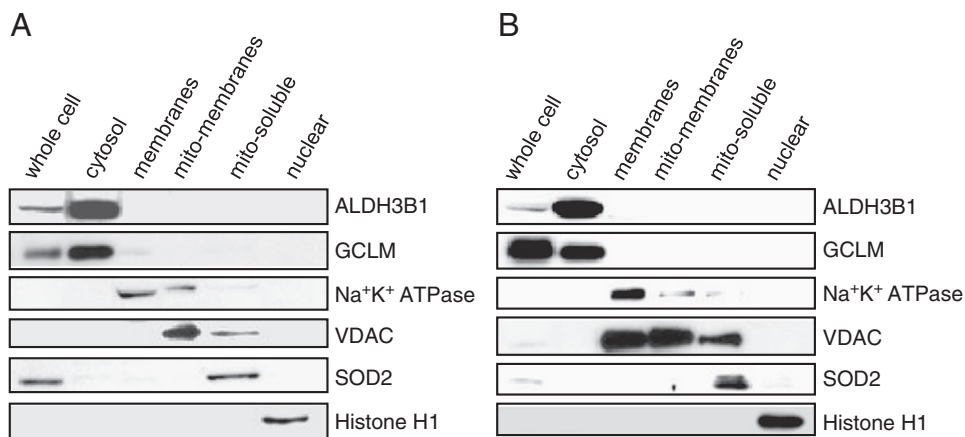 A
whole cell
cytosol
membranes
mito-membranes
mito-soluble
nuclear
ALDH3B1
GCLM
Na⁺K⁺ ATPase
VDAC
SOD2
Histone H1
B
whole cell
cytosol
membranes
mito-membranes
mito-soluble
nuclear
ALDH3B1
GCLM
Na⁺K⁺ ATPase
VDAC
SOD2
Histone H1